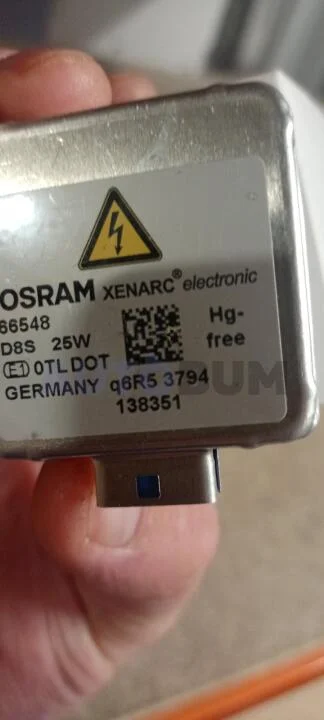 OSRAM XENARC® electronic
66548
D8S 25W
Hg-
free
E1 0TL DOT
GERMANY q6R5 3794
138351